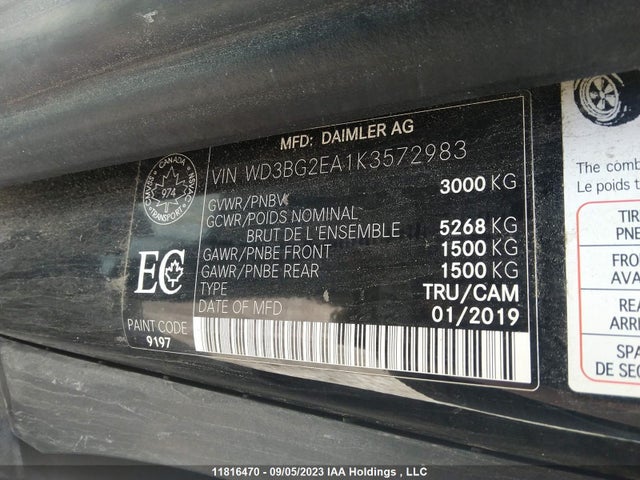 MFD: DAIMLER AG
VIN WD3BG2EA1K3572983
3000 KG
GVWR/PNBV
GCWR/POIDS NOMINAL
BRUT DE L'ENSEMBLE 5268 KG
GAWR/PNBE FRONT 1500 KG
GAWR/PNBE REAR 1500 KG
TYPE TRU/CAM
DATE OF MFD 01/2019
CANADA
974
TRANSPORT
CMVSS
NSVAC
EC
PAINT CODE
9197
The comb
Le poids t
TIR
PNE
FRO
AVA
REA
ARR
SPA
DE SEC
11816470 - 09/05/2023 IAA Holdings , LLC